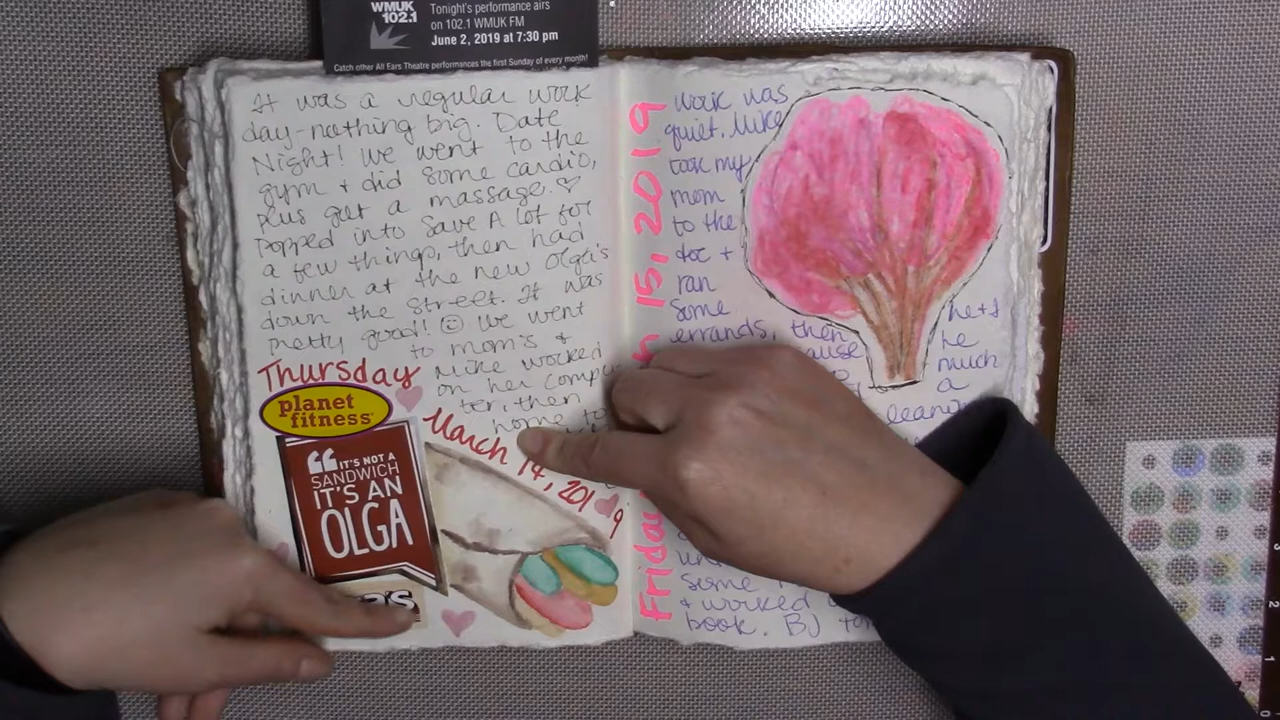 WMUK
102.1
Tonight's performance airs
on 102.1 WMUK FM
June 2, 2019 at 7:30 pm
Catch other All Ears Theatre performances the first Sunday of every month!
It was a regular work
day-nothing big. Date
Night! We went to the
gym + did some cardio,
plus got a massage. ♡
Popped into Save A Lot for
a few things, then had
dinner at the new Olga's
down the street. It was
pretty good! ☺ We went
to mom's &
Mike worked
on her compu
ter, then
home to
Thursday
March 14, 2019
planet
fitness
"IT'S NOT A
SANDWICH
IT'S AN
OLGA
a's
Friday
15, 2019
Work was
quiet. Mike
took my
mom
to the
doc +
ran
some
errands, then
he + I
he
much
a
some
+ worked
book. BJ